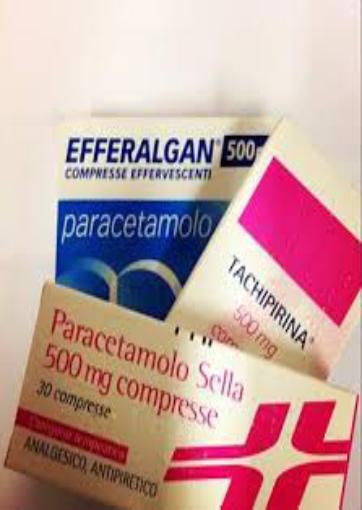 EFFERALGAN® 500
COMPRESSE EFFERVESCENTI
paracetamolo
TACHIPIRINA®
500 mg
Paracetamolo Sella
500 mg compresse
30 compresse
ANALGESICO, ANTIPIRETICO